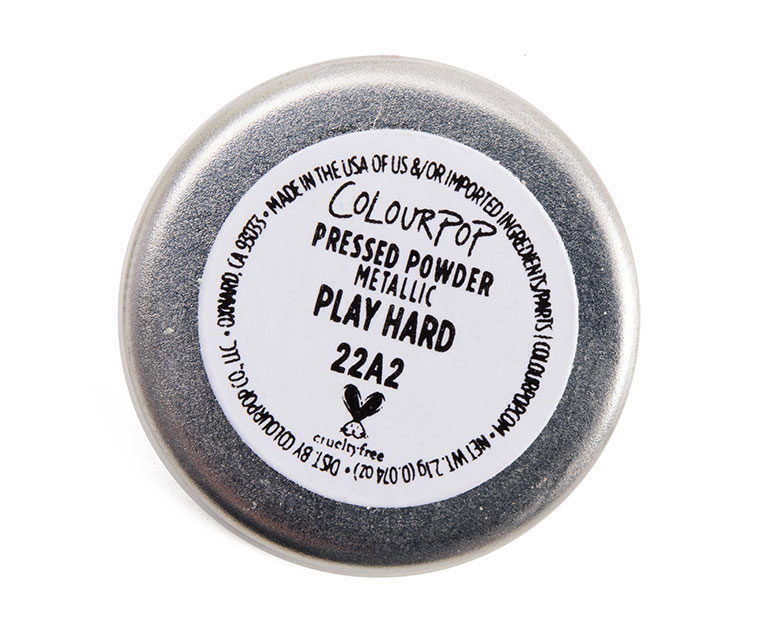 COLOURPOP
PRESSED POWDER
METALLIC
PLAY HARD
22A2
cruelty·free
MADE IN THE USA OF US &/OR IMPORTED INGREDIENTS/PARTS | COLOURPOP.COM • NET WT. 2.1g (0.074 oz) • DIST. BY COLOURPOP CO., LLC • OXNARD, CA 93033 •